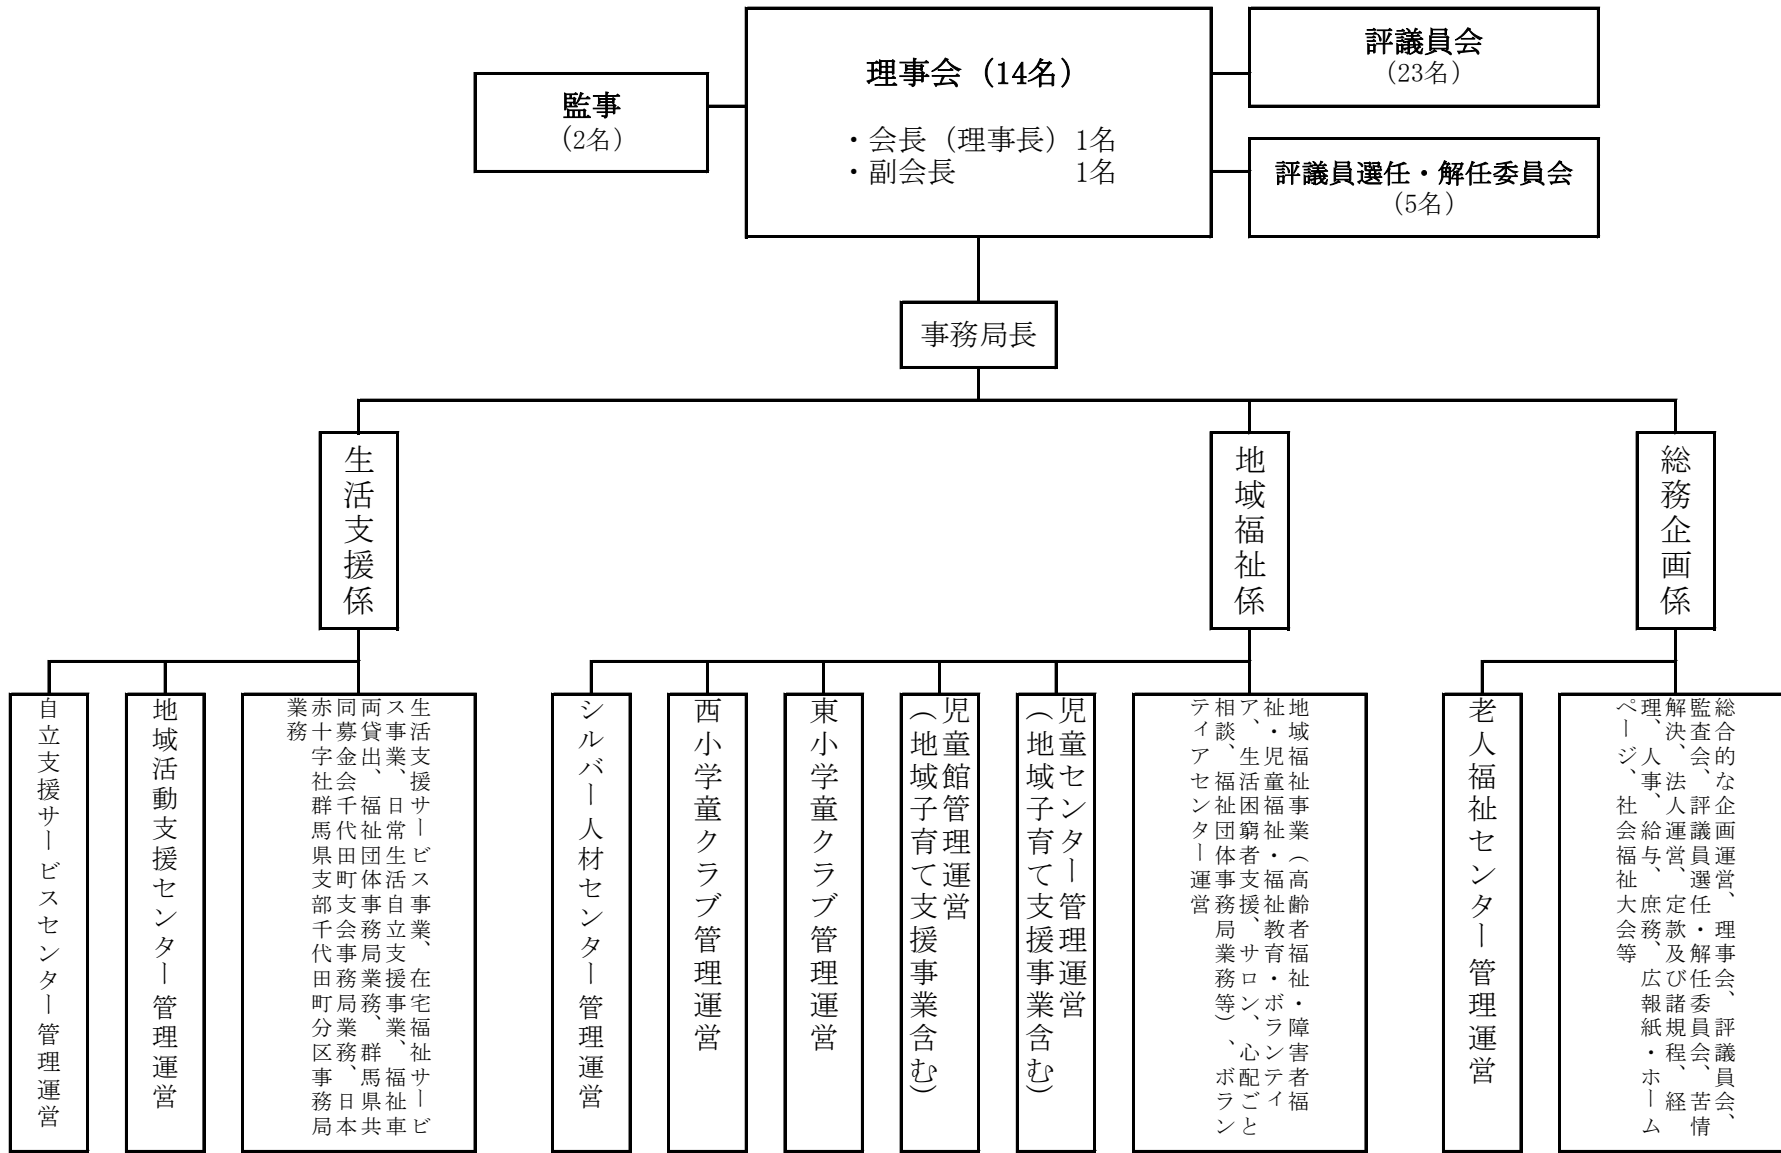 理事会（14名）
・会長（理事長）1名
・副会長　　　　1名
監事
（2名）
評議員会
（23名）
評議員選任・解任委員会
（5名）
事務局長
総務企画係
地域福祉係
生活支援係
総合的な企画運営、理事会、評議員会、
監査会、評議員選任・解任委員会、苦情
解決、法人運営、定款及び諸規程、経
理、人事、給与、庶務、広報紙・ホーム
ページ、社会福祉大会等
老人福祉センター管理運営
地域福祉事業（高齢者福祉・障害者福
祉・児童福祉・福祉教育・ボランティ
ア、生活困窮者支援、サロン、心配ごと
相談、福祉団体事務局業務等）、ボラン
ティアセンター運営
児童センター管理運営
（地域子育て支援事業含む）
児童館管理運営
（地域子育て支援事業含む）
東小学童クラブ管理運営
西小学童クラブ管理運営
シルバー人材センター管理運営
生活支援サービス事業、在宅福祉サービ
ス事業、日常生活自立支援事業、福祉車
両貸出、福祉団体事務局業務、群馬県共
同募金会千代田町支会事務局業務、日本
赤十字社群馬県支部千代田町分区事務局
業務
地域活動支援センター管理運営
自立支援サービスセンター管理運営